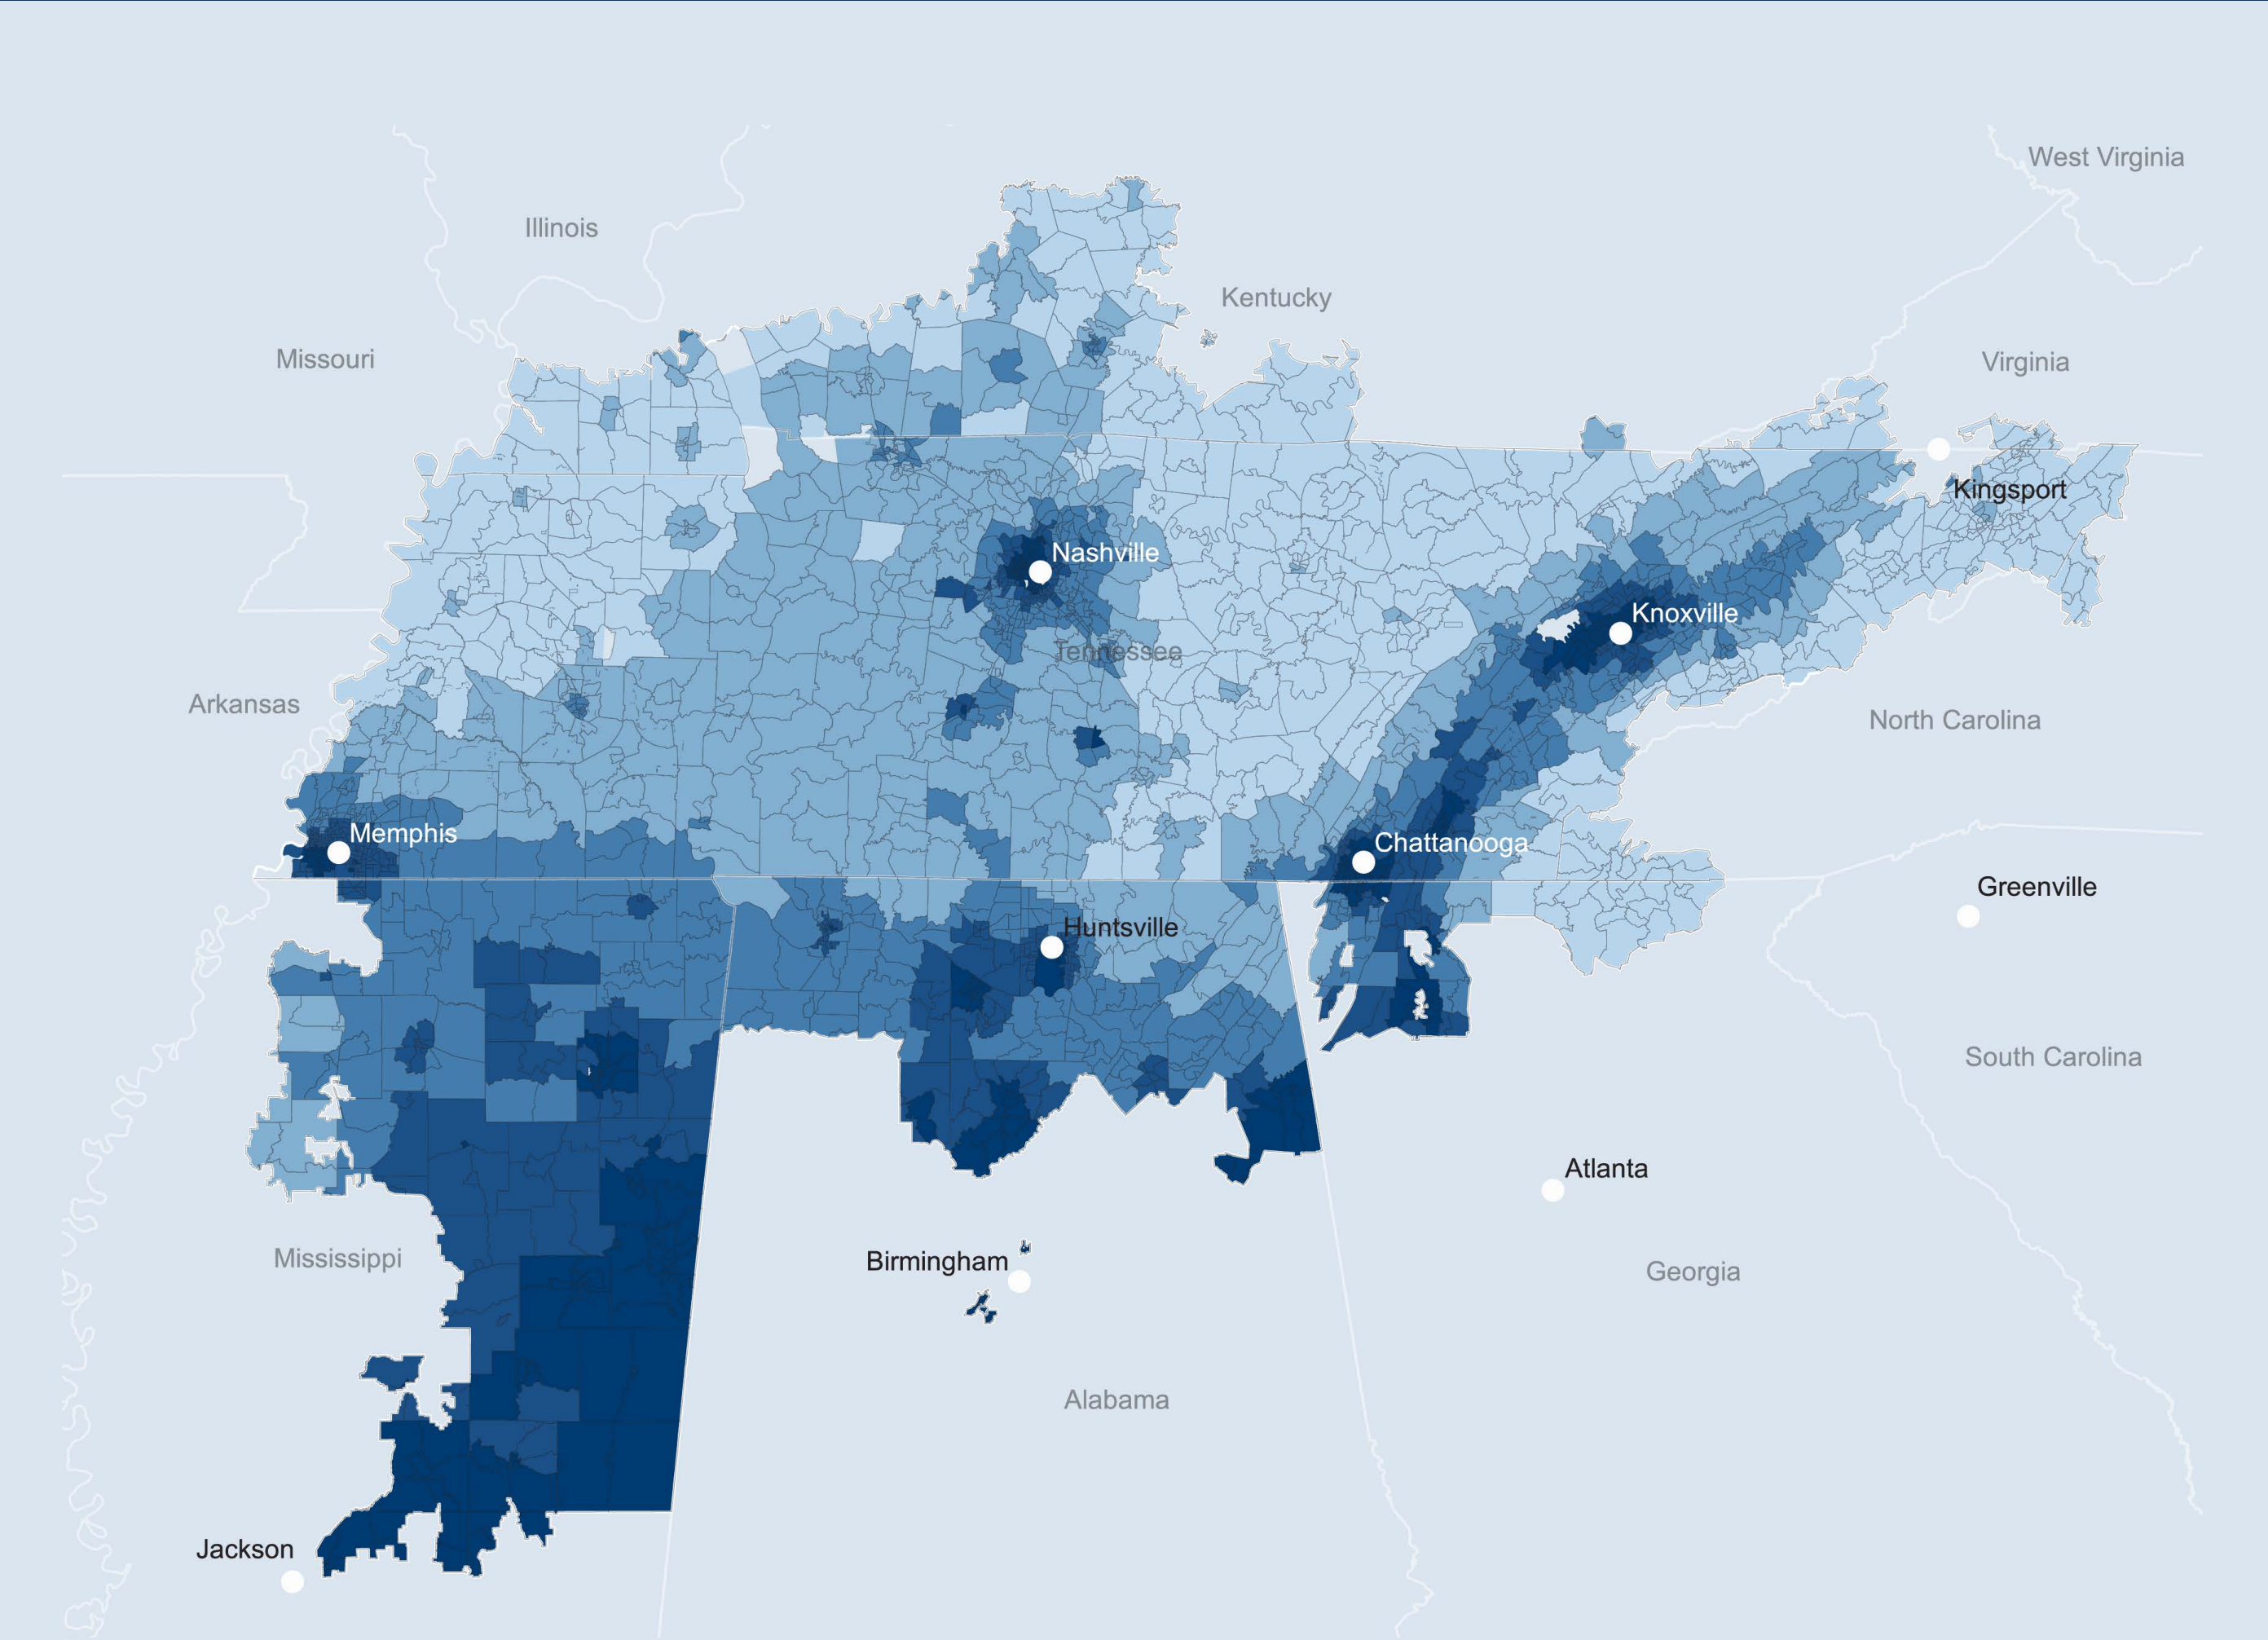 West Virginia
Illinois
Kentucky
Missouri
Virginia
Kingsport
Nashville
Knoxville
Tennessee
Arkansas
North Carolina
Memphis
Chattanooga
Greenville
Huntsville
South Carolina
Atlanta
Mississippi
Birmingham
Georgia
Alabama
Jackson